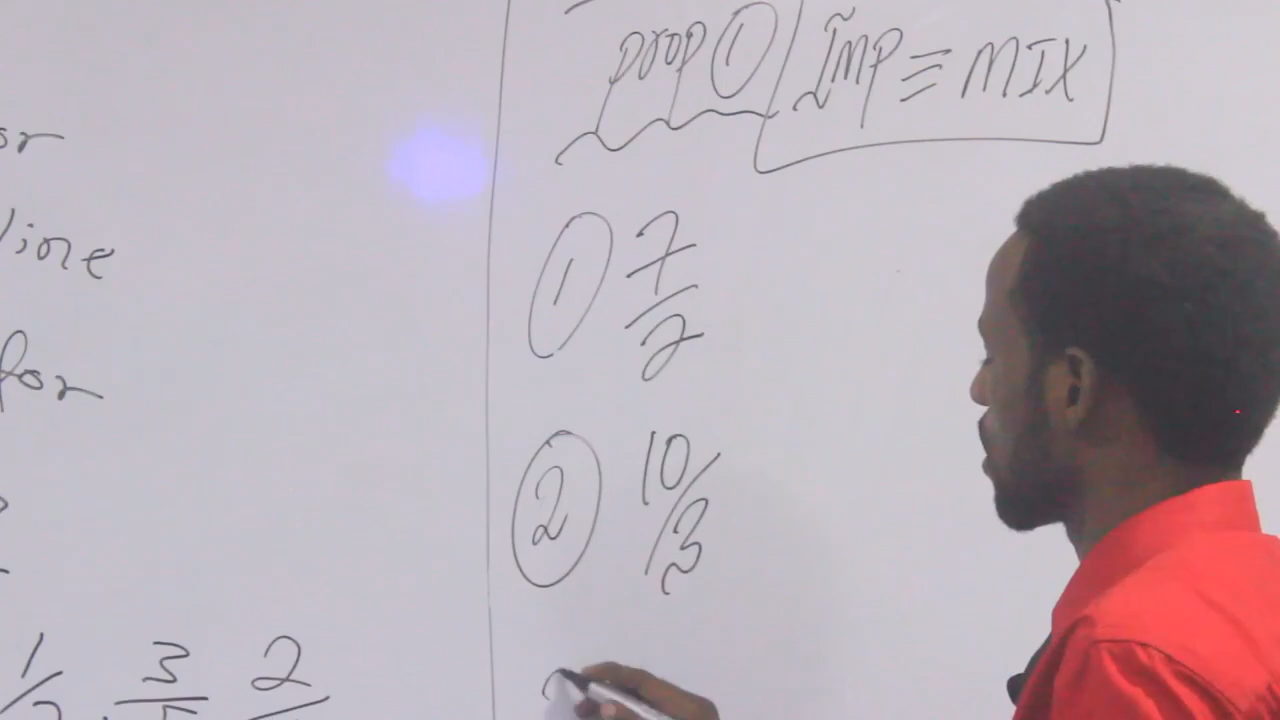 or
line
for
1/2, 3/5 2/
prop ① IMP ≡ MIX
① 7/2
② 10/3